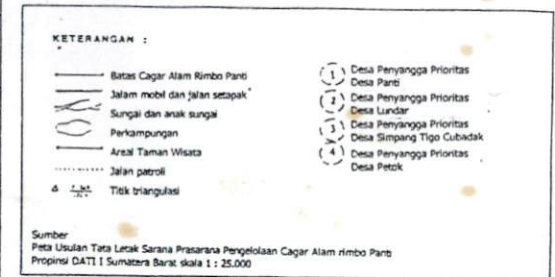 KETERANGAN :
Batas Cagar Alam Rimbo Panti
Jalam mobil dan jalan setapak
Sungai dan anak sungai
Perkampungan
Areal Taman Wisata
Jalan patroli
Titik triangulasi
1 Desa Penyangga Prioritas
Desa Panti
2 Desa Penyangga Prioritas
Desa Lundar
3 Desa Penyangga Prioritas
Desa Simpang Tigo Cubadak
4 Desa Penyangga Prioritas
Desa Petok
Sumber
Peta Usulan Tata Letak Sarana Prasarana Pengelolaan Cagar Alam rimbo Panti
Propinsi DATI I Sumatera Barat skala 1 : 25.000